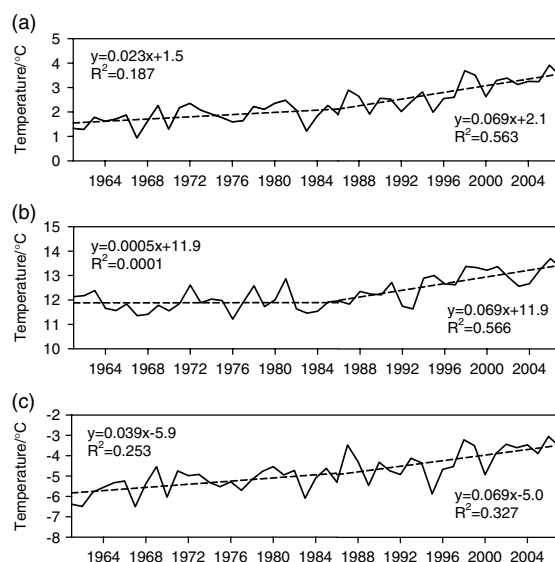 (a)
5
4
3
2
1
0
Temperature/°C
y=0.023x+1.5
R²=0.187
y=0.069x+2.1
R²=0.563
1964 1968 1972 1976 1980 1984 1988 1992 1996 2000 2004
(b)
15
14
13
12
11
10
Temperature/°C
y=0.0005x+11.9
R²=0.0001
y=0.069x+11.9
R²=0.566
1964 1968 1972 1976 1980 1984 1988 1992 1996 2000 2004
(c)
-2
-3
-4
-5
-6
-7
-8
Temperature/°C
y=0.039x-5.9
R²=0.253
y=0.069x-5.0
R²=0.327
1964 1968 1972 1976 1980 1984 1988 1992 1996 2000 2004